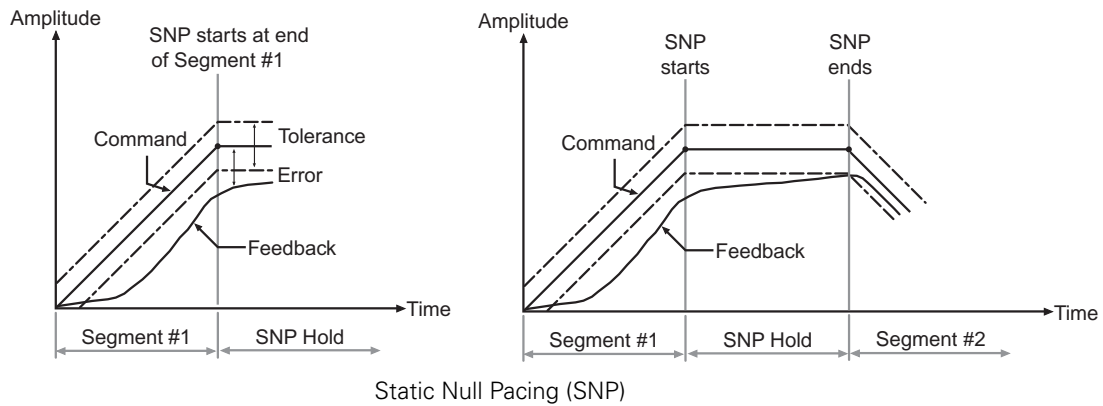 Amplitude
SNP starts at end
of Segment #1
Command
Tolerance
Error
Feedback
Time
Segment #1
SNP Hold
Amplitude
SNP
starts
SNP
ends
Command
Feedback
Time
Segment #1
SNP Hold
Segment #2
Static Null Pacing (SNP)